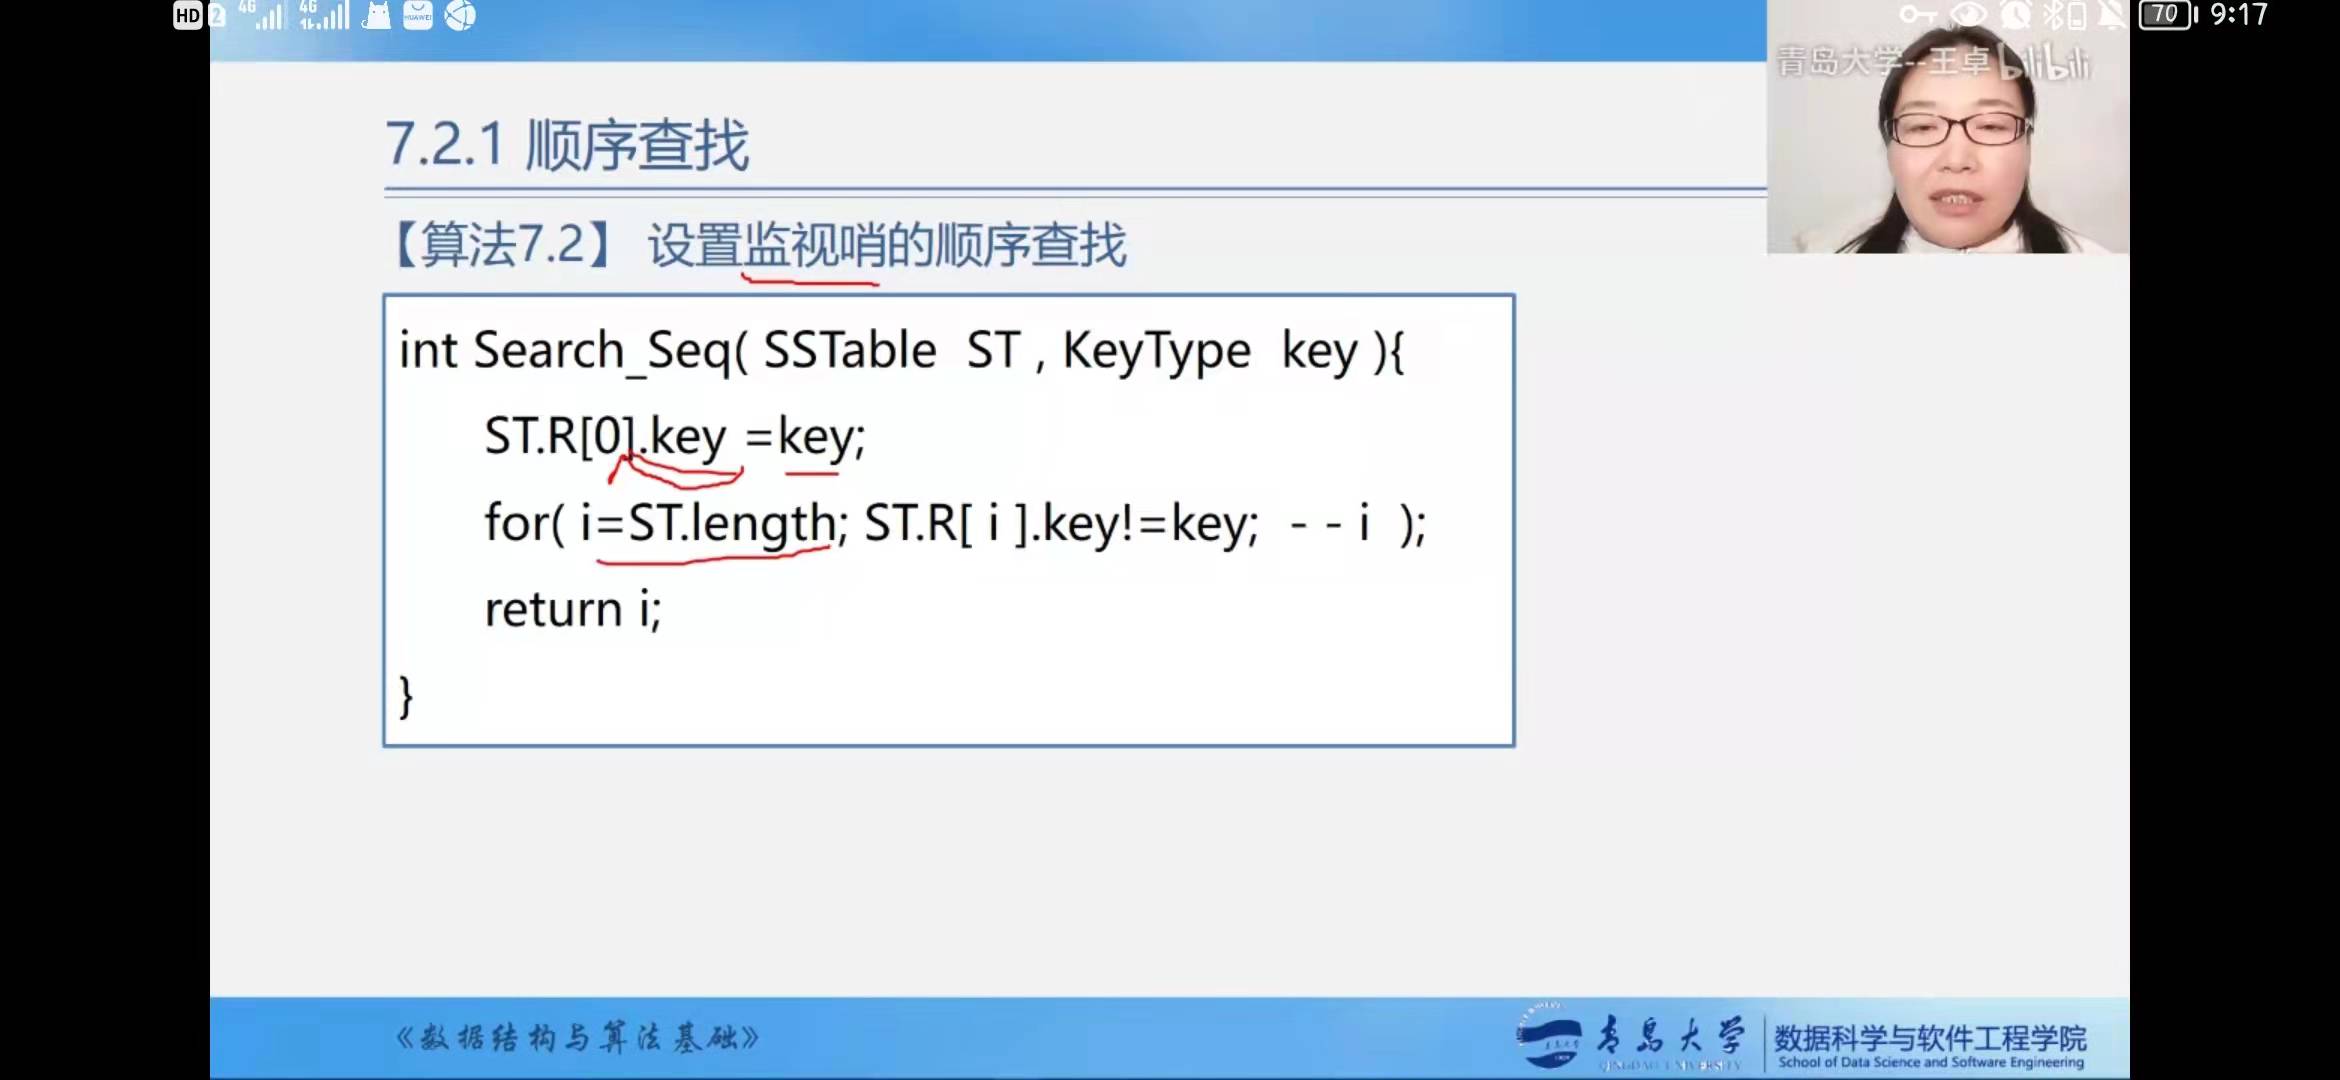 HD 2 4G 4G HUAWEI 70 9:17
青岛大学--王卓 bilibili
7.2.1 顺序查找
【算法7.2】 设置监视哨的顺序查找
int Search_Seq( SSTable ST , KeyType key ){
ST.R[0].key =key;
for( i=ST.length; ST.R[ i ].key!=key; - - i );
return i;
}
《数据结构与算法基础》
青岛大学
QINGDAO UNIVERSITY
数据科学与软件工程学院
School of Data Science and Software Engineering